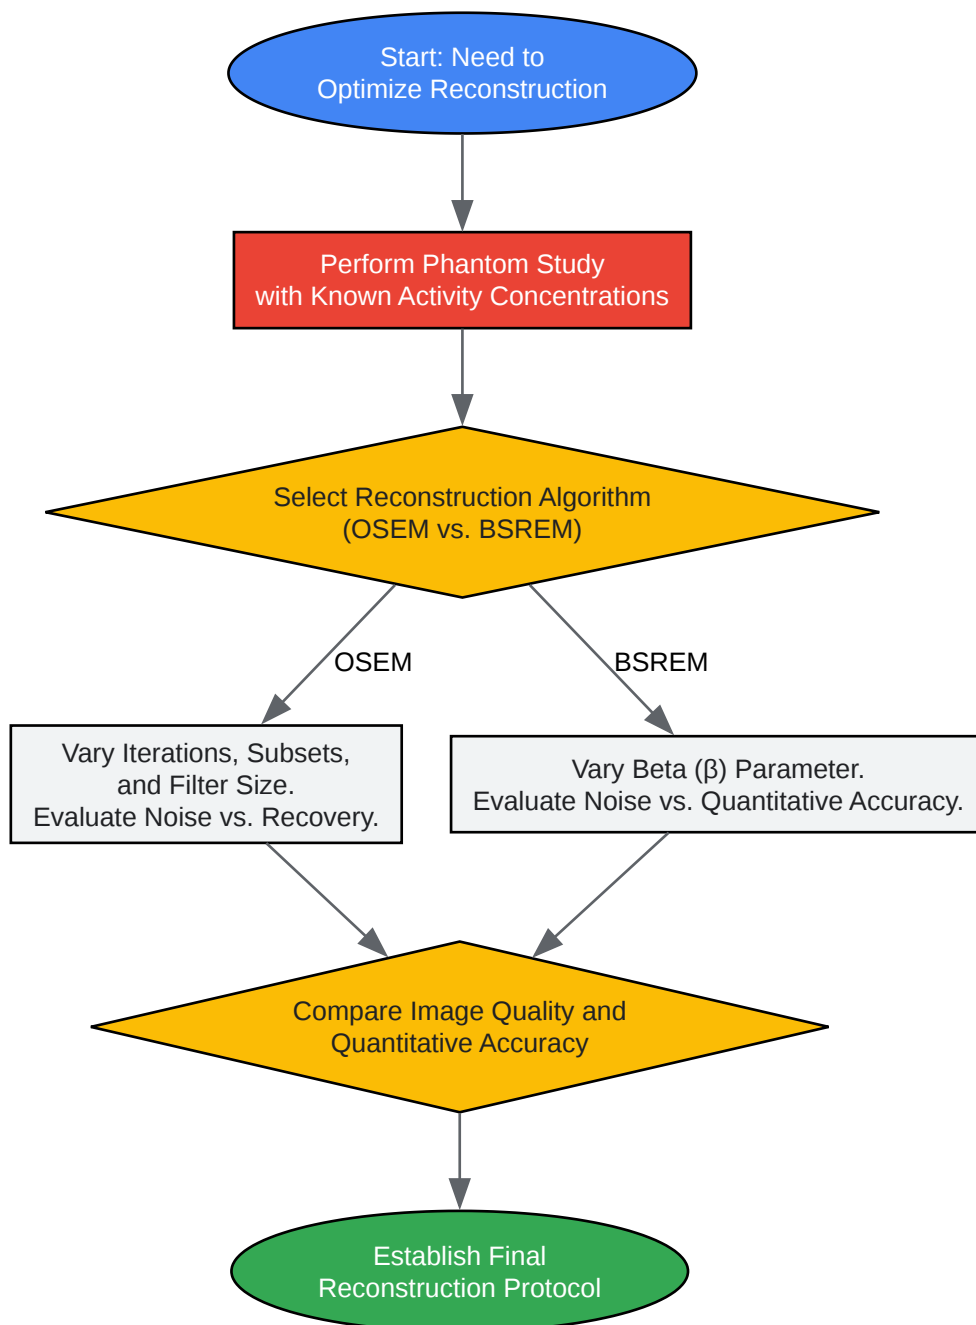 Start: Need to
Optimize Reconstruction
Perform Phantom Study
with Known Activity Concentrations
Select Reconstruction Algorithm
(OSEM vs. BSREM)
OSEM
BSREM
Vary Iterations, Subsets,
and Filter Size.
Evaluate Noise vs. Recovery.
Vary Beta (β) Parameter.
Evaluate Noise vs. Quantitative Accuracy.
Compare Image Quality and
Quantitative Accuracy
Establish Final
Reconstruction Protocol